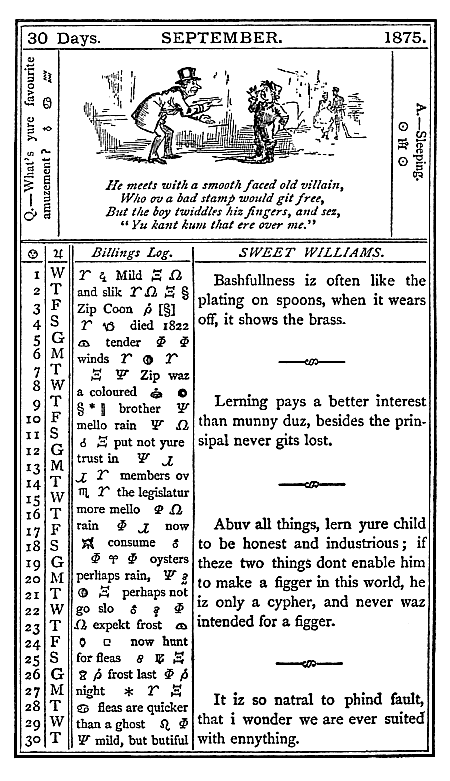 30 Days. SEPTEMBER. 1875.
Q.—What's yure favourite
amuzement?
A.—Sleeping.
He meets with a smooth faced old villain,
Who ov a bad stamp would git free,
But the boy twiddles hiz fingers, and sez,
"Yu kant kum that ere over me."
Billings Log.
1 W ♈ Mild Ξ Ω
2 T and slik ♈ Ω Ξ §
3 F Zip Coon [§]
4 S ♈ died 1822
5 G tender Φ Φ
6 M winds ♈ ♈
7 T Ξ Ψ Zip waz
8 W a coloured
9 T § * ‖ brother Ψ
10 F mello rain Ψ Ω
11 S Ξ put not yure
12 G trust in Ψ
13 M ♈ members ov
14 T ♏ ♈ the legislatur
15 W more mello Φ Ω
16 T rain Φ now
17 F consume
18 S Φ ♈ Φ oysters
19 G perhaps rain, Ψ
20 M Ξ perhaps not
21 T go slo Φ
22 W Ω expekt frost
23 T now hunt
24 F for fleas Ξ
25 S frost last Φ
26 G night * ♈ Ξ
27 M fleas are quicker
28 T than a ghost Ω Φ
29 W Ψ mild, but butiful
30 T
SWEET WILLIAMS.
Bashfullness iz often like the
plating on spoons, when it wears
off, it shows the brass.
Lerning pays a better interest
than munny duz, besides the prin-
sipal never gits lost.
Abuv all things, lern yure child
to be honest and industrious; if
theze two things dont enable him
to make a figger in this world, he
iz only a cypher, and never waz
intended for a figger.
It iz so natral to phind fault,
that i wonder we are ever suited
with ennything.